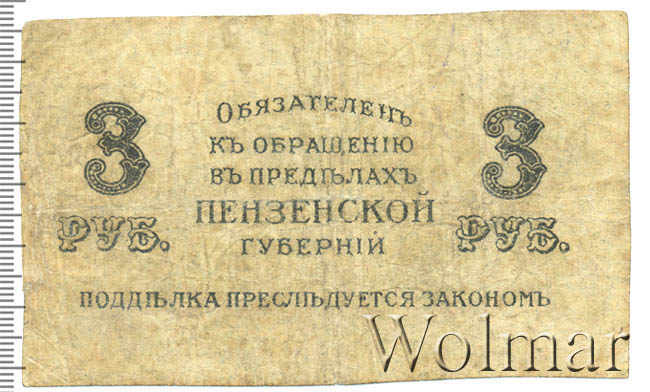 ОБЯЗАТЕЛЕНЪ
КЪ ОБРАЩЕНІЮ
ВЪ ПРЕДѢЛАХЪ
ПЕНЗЕНСКОЙ
ГУБЕРНІЙ
3 РУБ.
3 РУБ.
ПОДДѢЛКА ПРЕСЛѢДУЕТСЯ ЗАКОНОМЪ
Wolmar